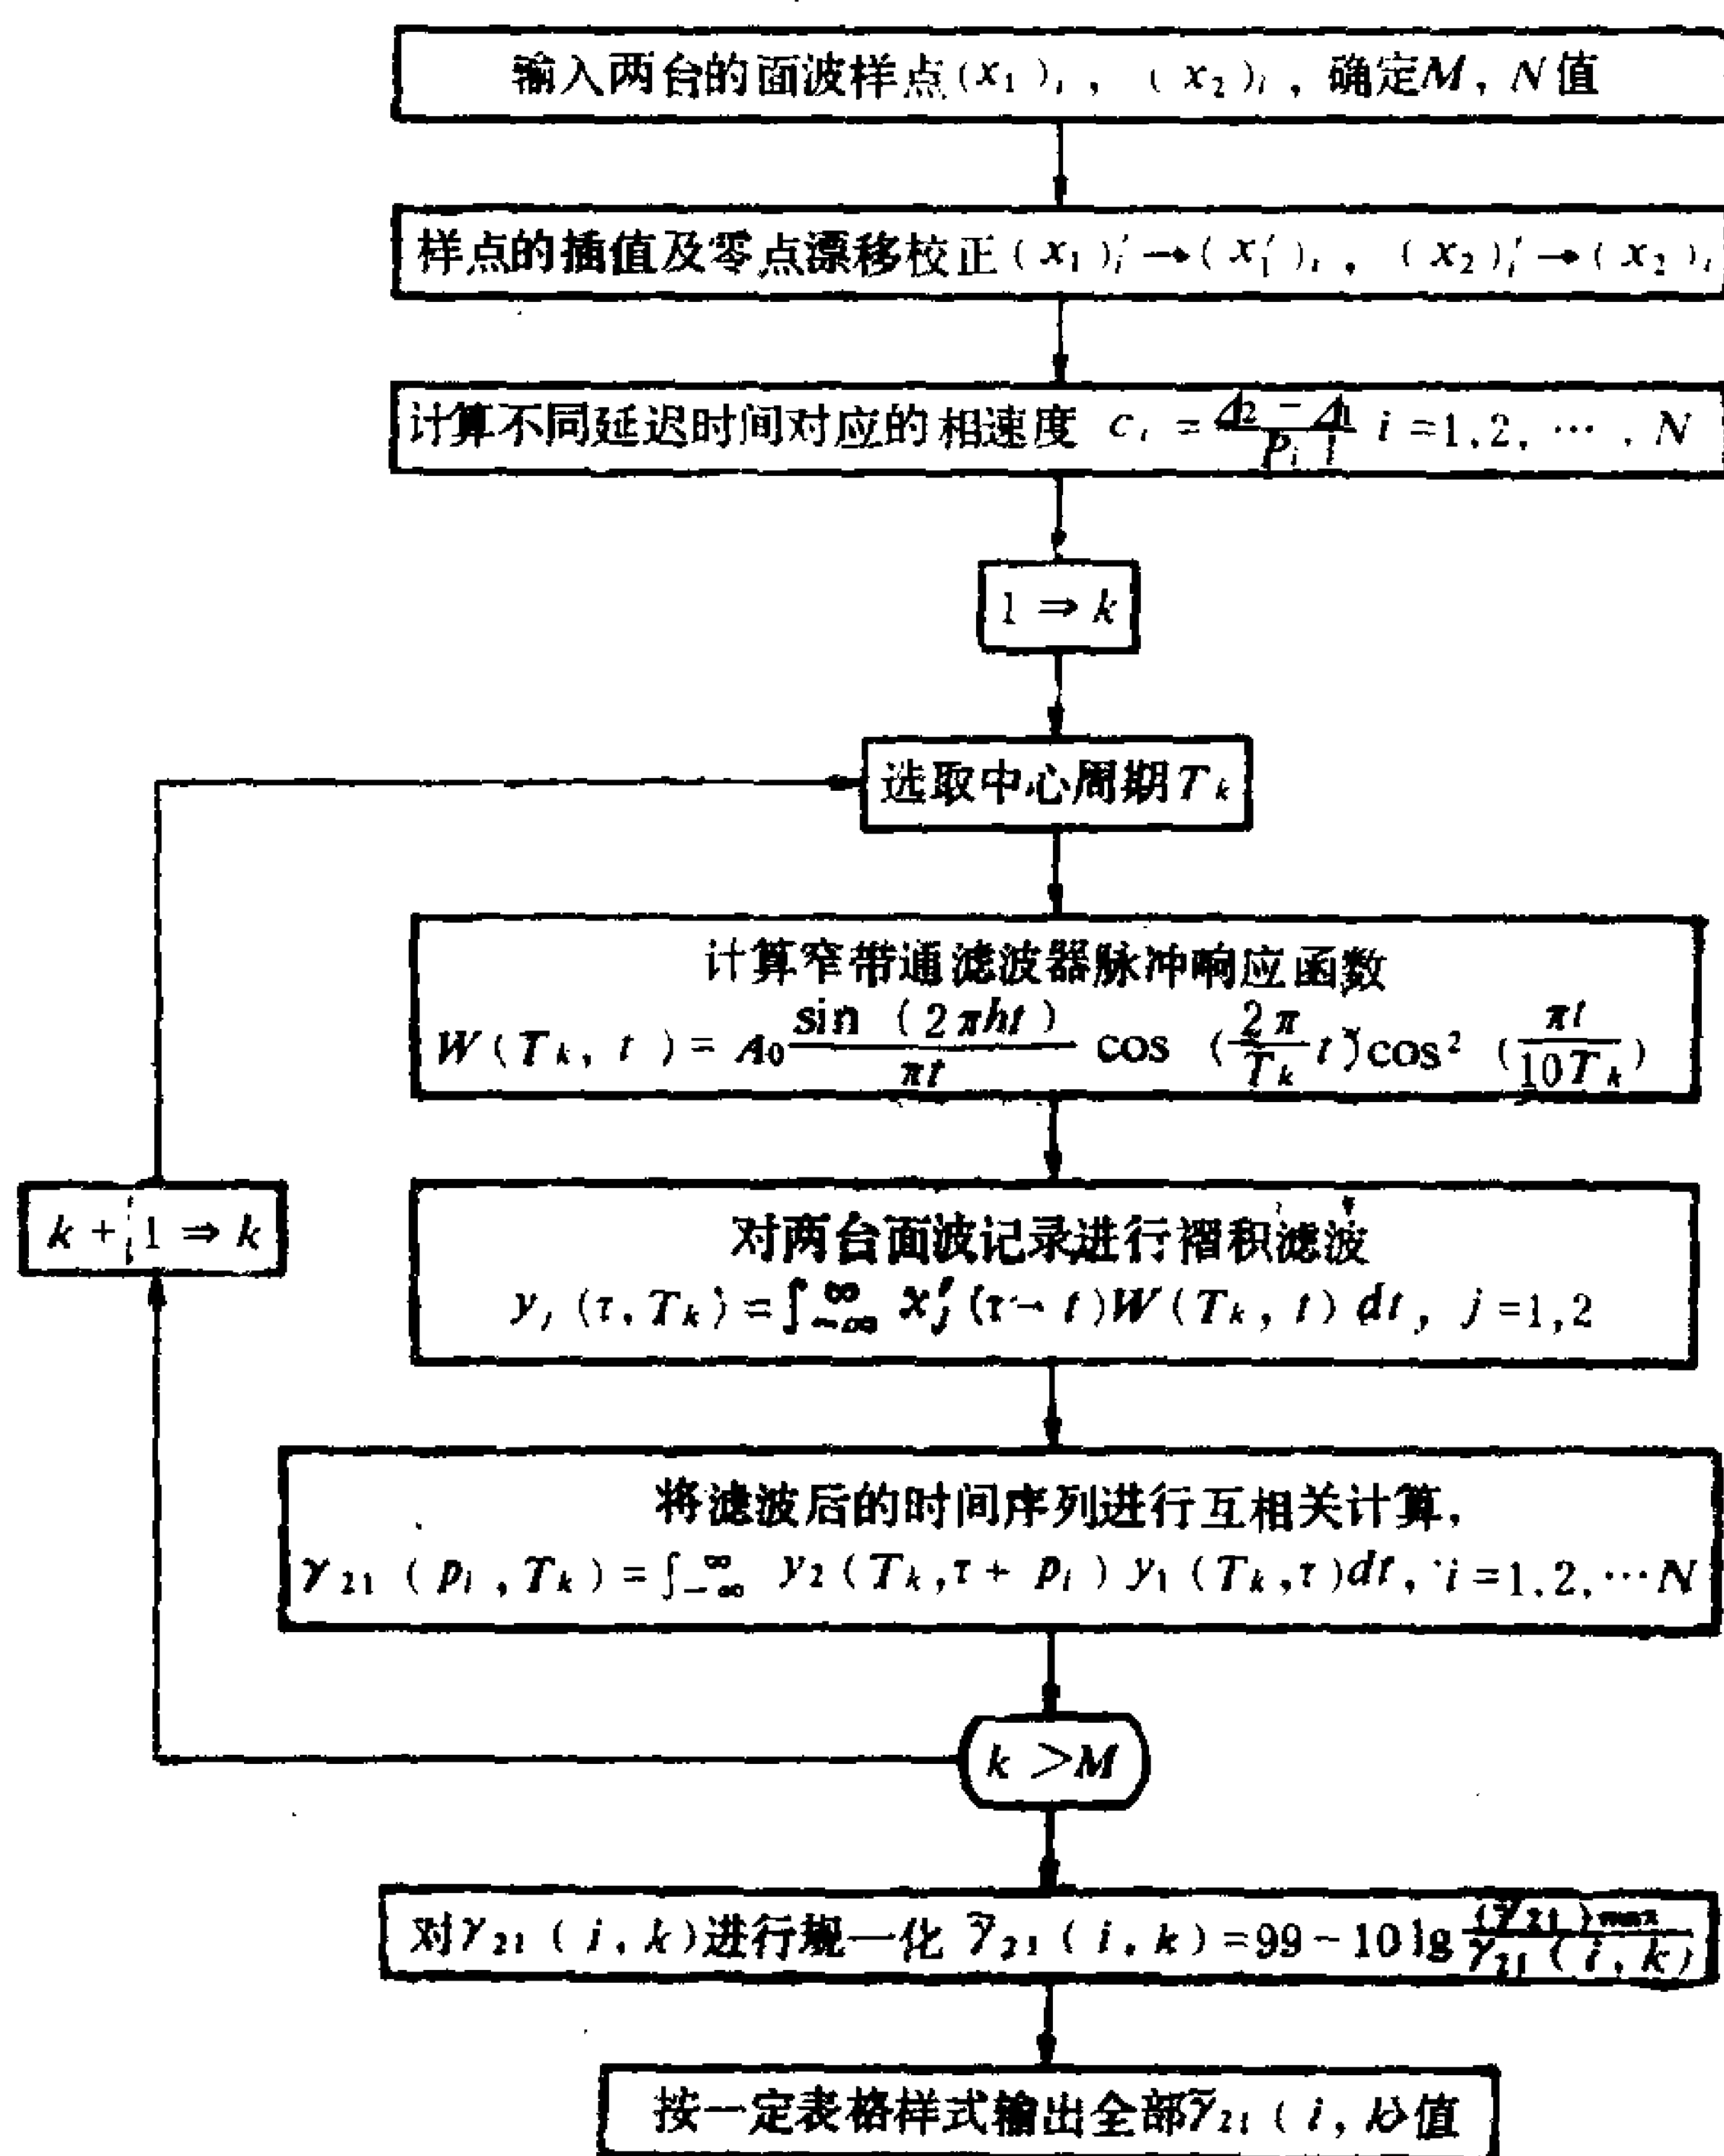 输入两台的面波样点(x₁)ᵢ, (x₂)ᵢ, 确定M, N值
样点的插值及零点漂移校正(x₁)ᵢ′→(x₁′)ᵢ, (x₂)ᵢ′→(x₂)ᵢ
计算不同延迟时间对应的相速度 cᵢ = (Δ₂ - Δ₁)/pᵢ i=1,2,…,N
1 ⇒ k
选取中心周期Tₖ
计算窄带通滤波器脉冲响应函数
W(Tₖ, t) = A₀ sin(2πht)/πt cos(2π/Tₖ t)cos²(πt/10Tₖ)
k + 1 ⇒ k
对两台面波记录进行褶积滤波
yⱼ(τ, Tₖ) = ∫_{-∞}^{∞} xⱼ′(τ - t)W(Tₖ, t)dt, j=1,2
将滤波后的时间序列进行互相关计算,
γ₂₁(pᵢ, Tₖ) = ∫_{-∞}^{∞} y₂(Tₖ, τ + pᵢ) y₁(Tₖ, τ)dτ, i=1,2,…N
k >M
对γ₂₁(i, k)进行规一化 γ̃₂₁(i, k) = 99 - 10 lg (γ₂₁)max/γ₂₁(i, k)
按一定表格样式输出全部γ̃₂₁(i, k)值